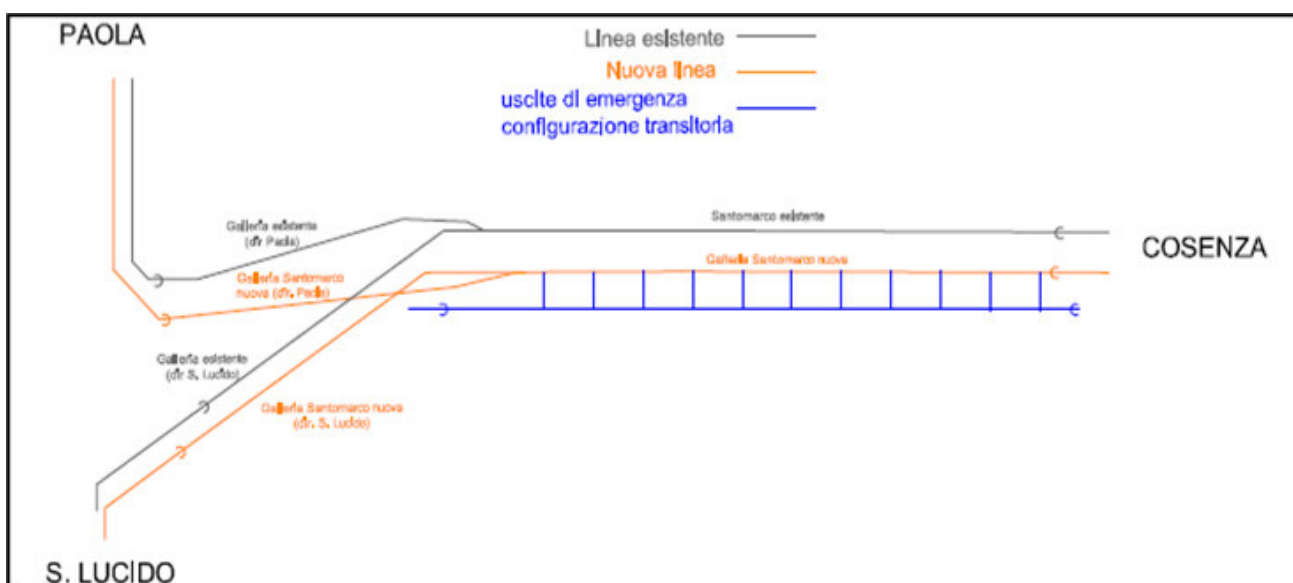 PAOLA
Linea esistente
Nuova linea
uscite di emergenza
configurazione transitoria
Galleria esistente
(dir Paola)
Santomarco esistente
COSENZA
Galleria Santomarco nuova
Galleria Santomarco
nuova (dir. Paola)
Galleria esistente
(dir S. Lucido)
Galleria Santomarco nuova
(dir. S. Lucido)
S. LUCIDO